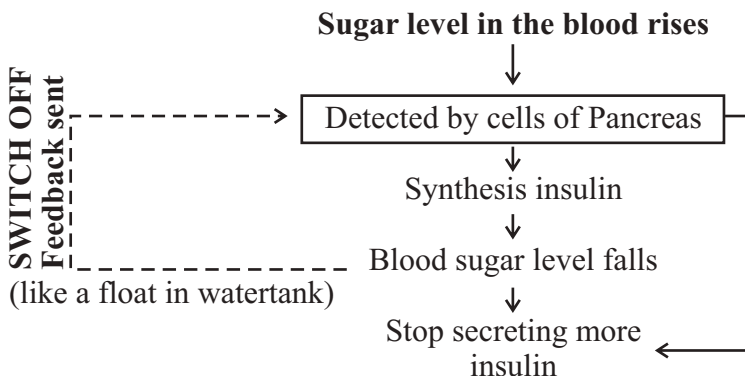 Sugar level in the blood rises
SWITCH OFF
Feedback sent
Detected by cells of Pancreas
Synthesis insulin
Blood sugar level falls
(like a float in watertank)
Stop secreting more
insulin